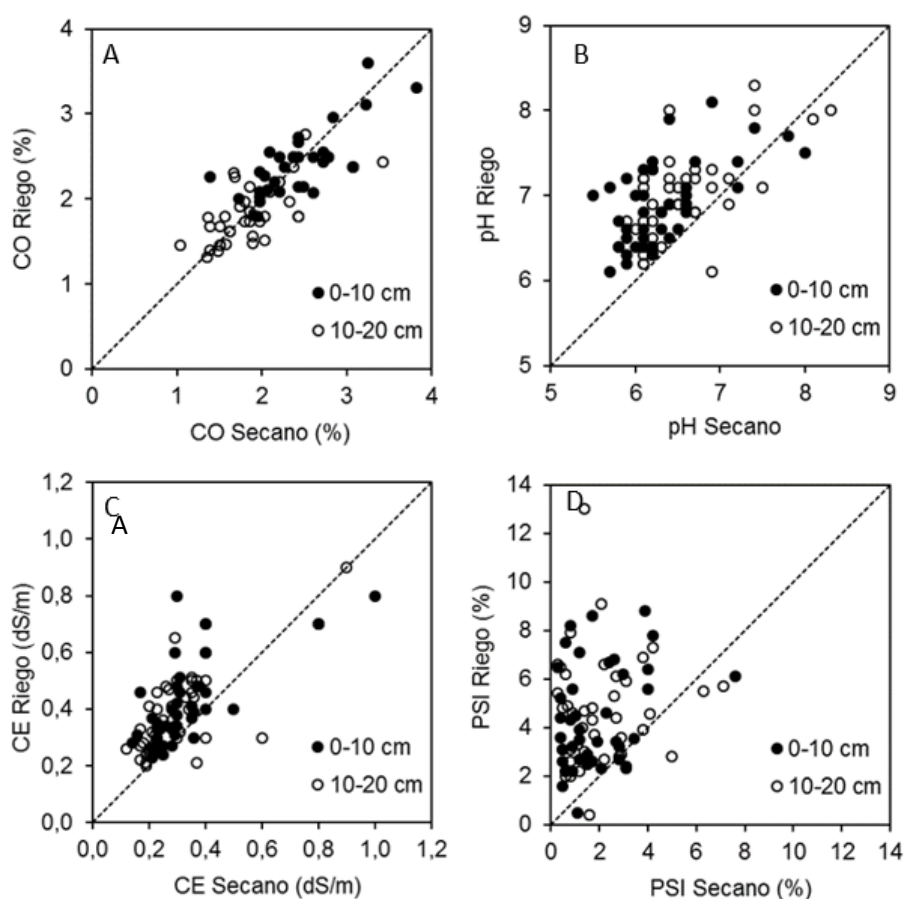 A
4
3
2
1
0
CO Riego (%)
0-10 cm
10-20 cm
0 1 2 3 4
CO Secano (%)
B
9
8
7
6
5
pH Riego
0-10 cm
10-20 cm
5 6 7 8 9
pH Secano
C
A
1,2
1,0
0,8
0,6
0,4
0,2
0,0
CE Riego (dS/m)
0-10 cm
10-20 cm
0,0 0,2 0,4 0,6 0,8 1,0 1,2
CE Secano (dS/m)
D
14
12
10
8
6
4
2
0
PSI Riego (%)
0-10 cm
10-20 cm
0 2 4 6 8 10 12 14
PSI Secano (%)